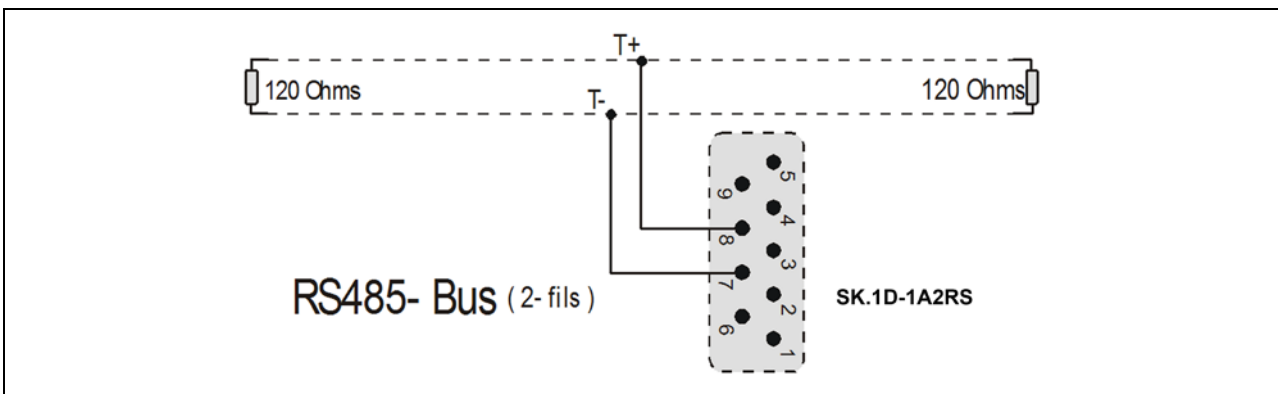 T+
120 Ohms
120 Ohms
T-
5
9
4
8
3
7
2
6
1
RS485- Bus ( 2- fils )
SK.1D-1A2RS